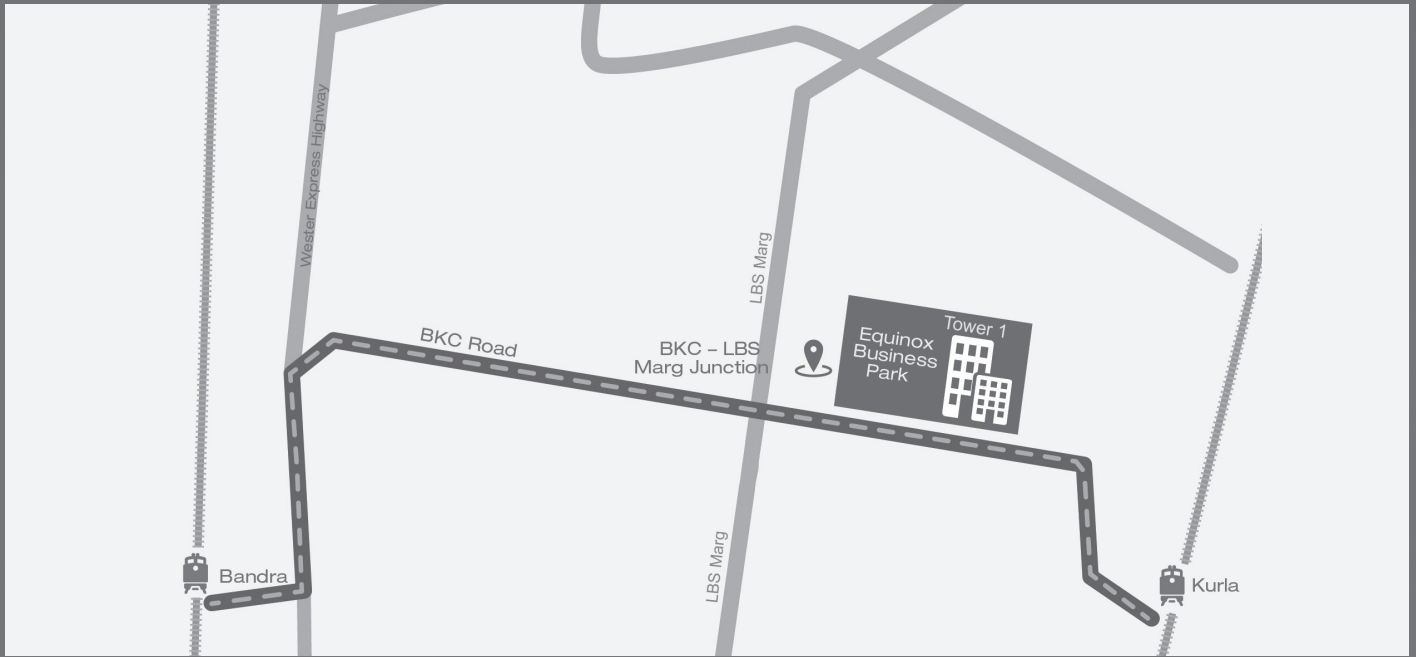 Wester Express Highway
LBS Marg
Tower 1
Equinox
Business
Park
BKC Road
BKC – LBS
Marg Junction
LBS Marg
Bandra
Kurla